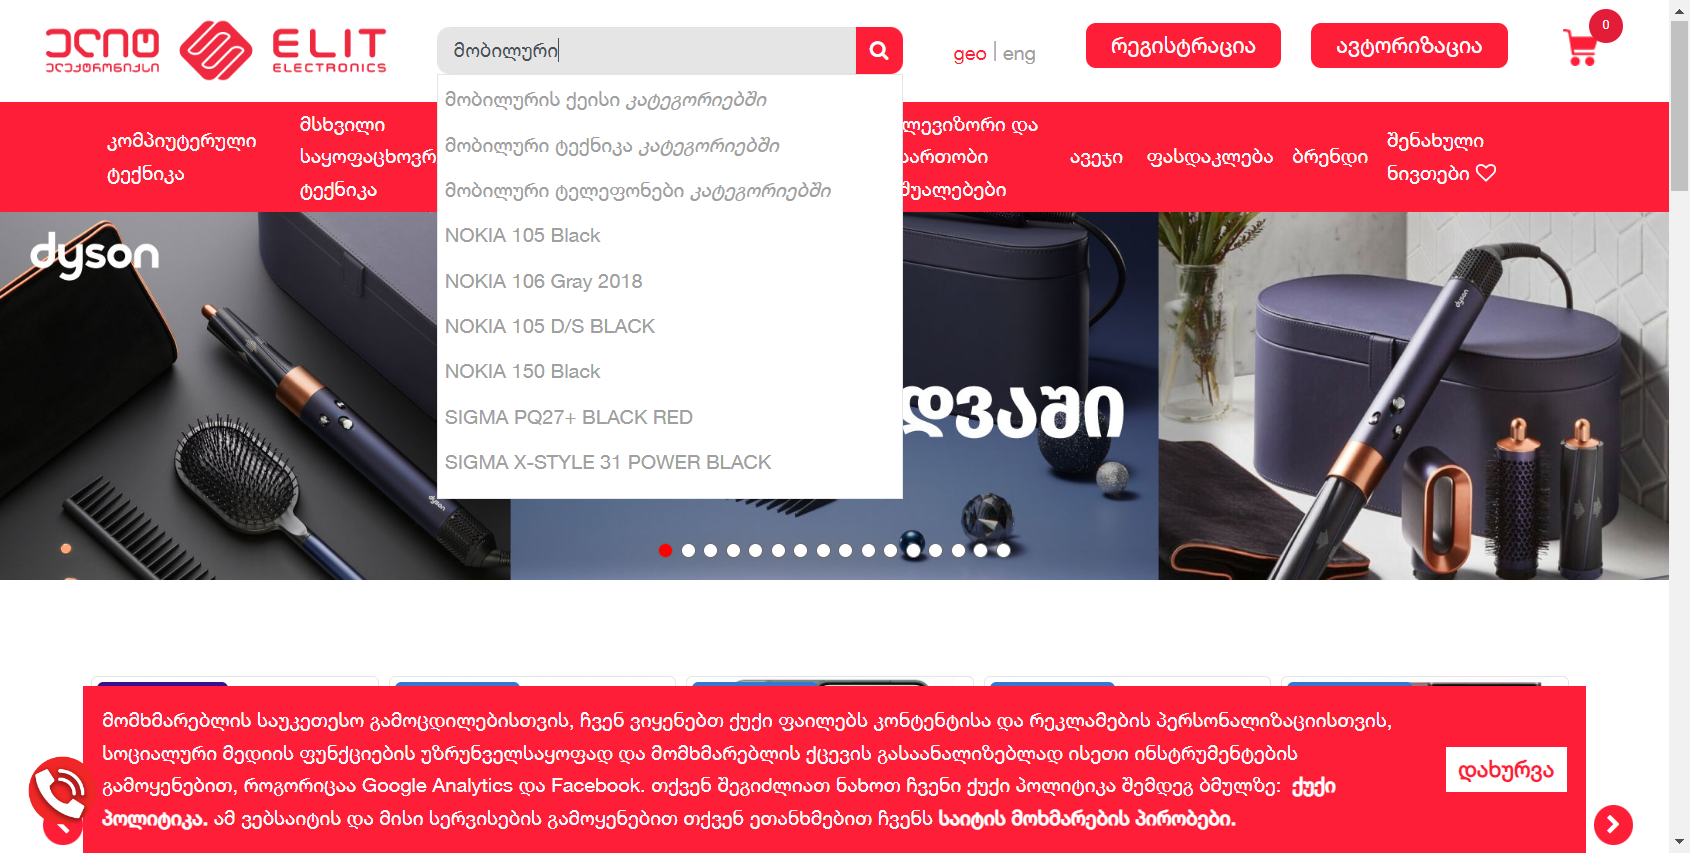 ელიტ
ელექტრონიქსი
ELIT
ELECTRONICS
მობილური
geo | eng
რეგისტრაცია
ავტორიზაცია
0
კომპიუტერული
ტექნიკა
მსხვილი
საყოფაცხოვრ
ტექნიკა
ლევიზორი და
ართობი
შუალებები
ავეჯი
ფასდაკლება
ბრენდი
შენახული
ნივთები
მობილურის ქეისი კატეგორიებში
მობილური ტექნიკა კატეგორიებში
მობილური ტელეფონები კატეგორიებში
NOKIA 105 Black
NOKIA 106 Gray 2018
NOKIA 105 D/S BLACK
NOKIA 150 Black
SIGMA PQ27+ BLACK RED
SIGMA X-STYLE 31 POWER BLACK
dyson
დვაში
dyson
dyson
მომხმარებლის საუკეთესო გამოცდილებისთვის, ჩვენ ვიყენებთ ქუქი ფაილებს კონტენტისა და რეკლამების პერსონალიზაციისთვის,
სოციალური მედიის ფუნქციების უზრუნველსაყოფად და მომხმარებლის ქცევის გასაანალიზებლად ისეთი ინსტრუმენტების
გამოყენებით, როგორიცაა Google Analytics და Facebook. თქვენ შეგიძლიათ ნახოთ ჩვენი ქუქი პოლიტიკა შემდეგ ბმულზე: ქუქი
პოლიტიკა. ამ ვებსაიტის და მისი სერვისების გამოყენებით თქვენ ეთანხმებით ჩვენს საიტის მოხმარების პირობები.
დახურვა